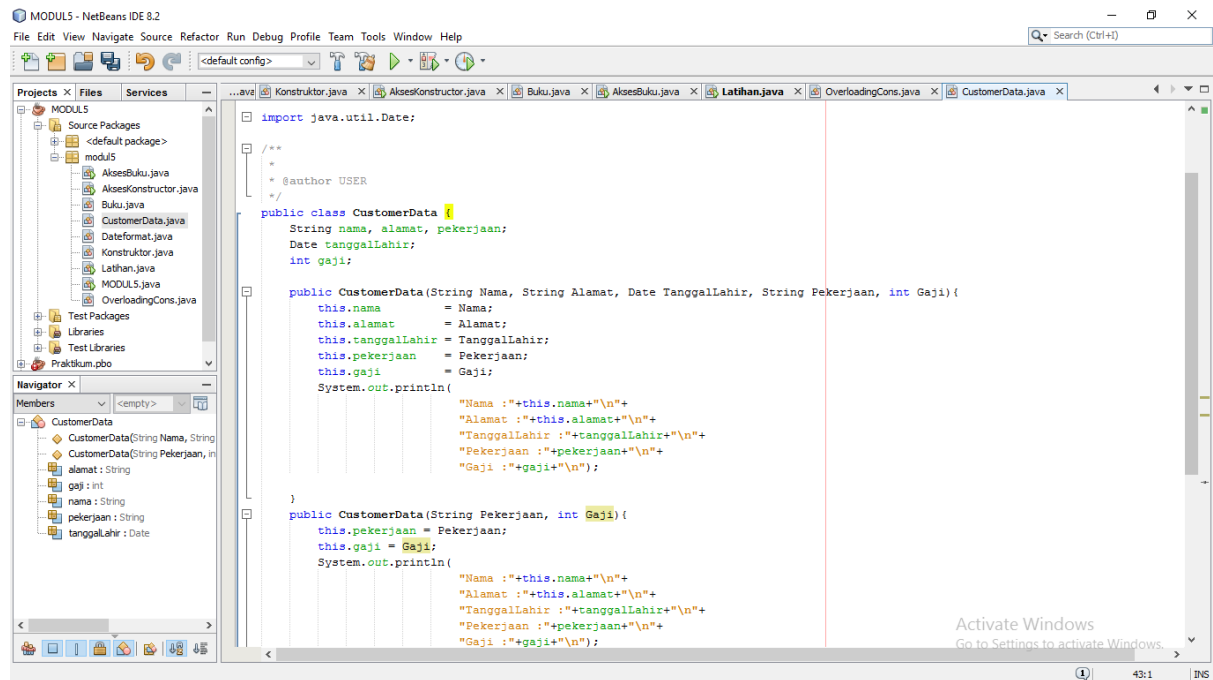 MODUL5 - NetBeans IDE 8.2
File Edit View Navigate Source Refactor Run Debug Profile Team Tools Window Help
Search (Ctrl+I)
<default config>
Projects Files Services
MODUL5
Source Packages
<default package>
modul5
AksesBuku.java
AksesKonstructor.java
Buku.java
CustomerData.java
Dateformat.java
Konstruktor.java
Latihan.java
MODUL5.java
OverloadingCons.java
Test Packages
Libraries
Test Libraries
Praktikum.pbo
Navigator
Members <empty>
CustomerData
CustomerData(String Nama, String
CustomerData(String Pekerjaan, in
alamat : String
gaji : int
nama : String
pekerjaan : String
tanggalLahir : Date
...ava Konstruktor.java AksesKonstructor.java Buku.java AksesBuku.java Latihan.java OverloadingCons.java CustomerData.java
import java.util.Date;
/**
*
* @author USER
*/
public class CustomerData {
String nama, alamat, pekerjaan;
Date tanggalLahir;
int gaji;
public CustomerData(String Nama, String Alamat, Date TanggalLahir, String Pekerjaan, int Gaji){
this.nama = Nama;
this.alamat = Alamat;
this.tanggalLahir = TanggalLahir;
this.pekerjaan = Pekerjaan;
this.gaji = Gaji;
System.out.println(
"Nama :"+this.nama+"\n"+
"Alamat :"+this.alamat+"\n"+
"TanggalLahir :"+tanggalLahir+"\n"+
"Pekerjaan :"+pekerjaan+"\n"+
"Gaji :"+gaji+"\n");
}
public CustomerData(String Pekerjaan, int Gaji){
this.pekerjaan = Pekerjaan;
this.gaji = Gaji;
System.out.println(
"Nama :"+this.nama+"\n"+
"Alamat :"+this.alamat+"\n"+
"TanggalLahir :"+tanggalLahir+"\n"+
"Pekerjaan :"+pekerjaan+"\n"+
"Gaji :"+gaji+"\n");
Activate Windows
Go to Settings to activate Windows.
1 43:1 INS